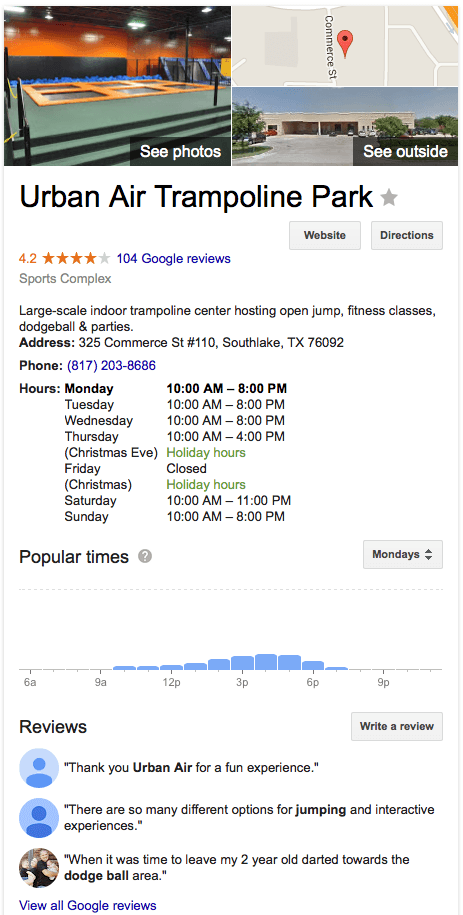 Commerce St
See photos
See outside
Urban Air Trampoline Park
Website
Directions
4.2 104 Google reviews
Sports Complex
Large-scale indoor trampoline center hosting open jump, fitness classes,
dodgeball & parties.
Address: 325 Commerce St #110, Southlake, TX 76092
Phone: (817) 203-8686
Hours: Monday 10:00 AM – 8:00 PM
Tuesday 10:00 AM – 8:00 PM
Wednesday 10:00 AM – 8:00 PM
Thursday 10:00 AM – 4:00 PM
(Christmas Eve) Holiday hours
Friday Closed
(Christmas) Holiday hours
Saturday 10:00 AM – 11:00 PM
Sunday 10:00 AM – 8:00 PM
Popular times ?
Mondays
6a 9a 12p 3p 6p 9p
Reviews
Write a review
"Thank you Urban Air for a fun experience."
"There are so many different options for jumping and interactive
experiences."
"When it was time to leave my 2 year old darted towards the
dodge ball area."
View all Google reviews